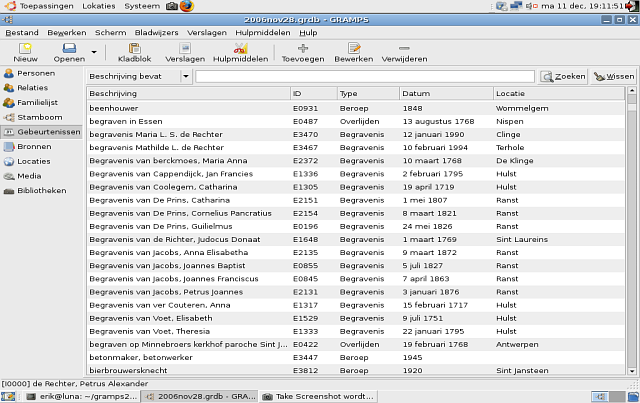 Toepassingen Lokaties Systeem ma 11 dec, 19:11:51
2006nov28.grdb - GRAMPS
Bestand Bewerken Scherm Bladwijzers Verslagen Hulpmiddelen Hulp
Nieuw Openen Kladblok Verslagen Hulpmiddelen Toevoegen Bewerken Verwijderen
Personen
Relaties
Familielijst
Stamboom
Gebeurtenissen
Bronnen
Locaties
Media
Bibliotheken
Beschrijving bevat Zoeken Wissen
Beschrijving ID Type Datum Locatie
beenhouwer E0931 Beroep 1848 Wommelgem
begraven in Essen E0487 Overlijden 13 augustus 1768 Nispen
begravenis Maria L. S. de Rechter E3470 Begravenis 12 januari 1990 Clinge
begravenis Mathilde L. de Rechter E3467 Begravenis 10 februari 1994 Terhole
Begravenis van berckmoes, Maria Anna E2372 Begravenis 10 maart 1768 De Klinge
Begravenis van Cappendijck, Jan Francies E1336 Begravenis 2 februari 1795 Hulst
Begravenis van Coolegem, Catharina E1305 Begravenis 19 april 1719 Hulst
Begravenis van De Prins, Catharina E2151 Begravenis 1 mei 1807 Ranst
Begravenis van De Prins, Cornelius Pancratius E2154 Begravenis 8 maart 1821 Ranst
Begravenis van De Prins, Guilielmus E0196 Begravenis 24 mei 1826 Ranst
Begravenis van de Richter, Judocus Donaat E1648 Begravenis 1 maart 1769 Sint Laureins
Begravenis van Jacobs, Anna Elisabetha E2135 Begravenis 9 maart 1872 Ranst
Begravenis van Jacobs, Joannes Baptist E0855 Begravenis 5 juli 1827 Ranst
Begravenis van Jacobs, Joannes Franciscus E0845 Begravenis 7 april 1863 Ranst
Begravenis van Jacobs, Petrus Joannes E2131 Begravenis 3 januari 1876 Ranst
Begravenis van ver Couteren, Anna E1317 Begravenis 15 februari 1717 Hulst
Begravenis van Voet, Elisabeth E1529 Begravenis 9 juli 1751 Hulst
Begravenis van Voet, Theresia E1333 Begravenis 22 januari 1795 Hulst
begraven op Minnebroers kerkhof paroche Sint J... E0422 Overlijden 19 februari 1768 Antwerpen
betonmaker, betonwerker E3447 Beroep 1945
bierbrouwersknecht E3812 Beroep 1920 Sint Jansteen
[I0000] de Rechter, Petrus Alexander
erik@luna: ~/gramps2... 2006nov28.grdb - GRA... Take Screenshot wordt...